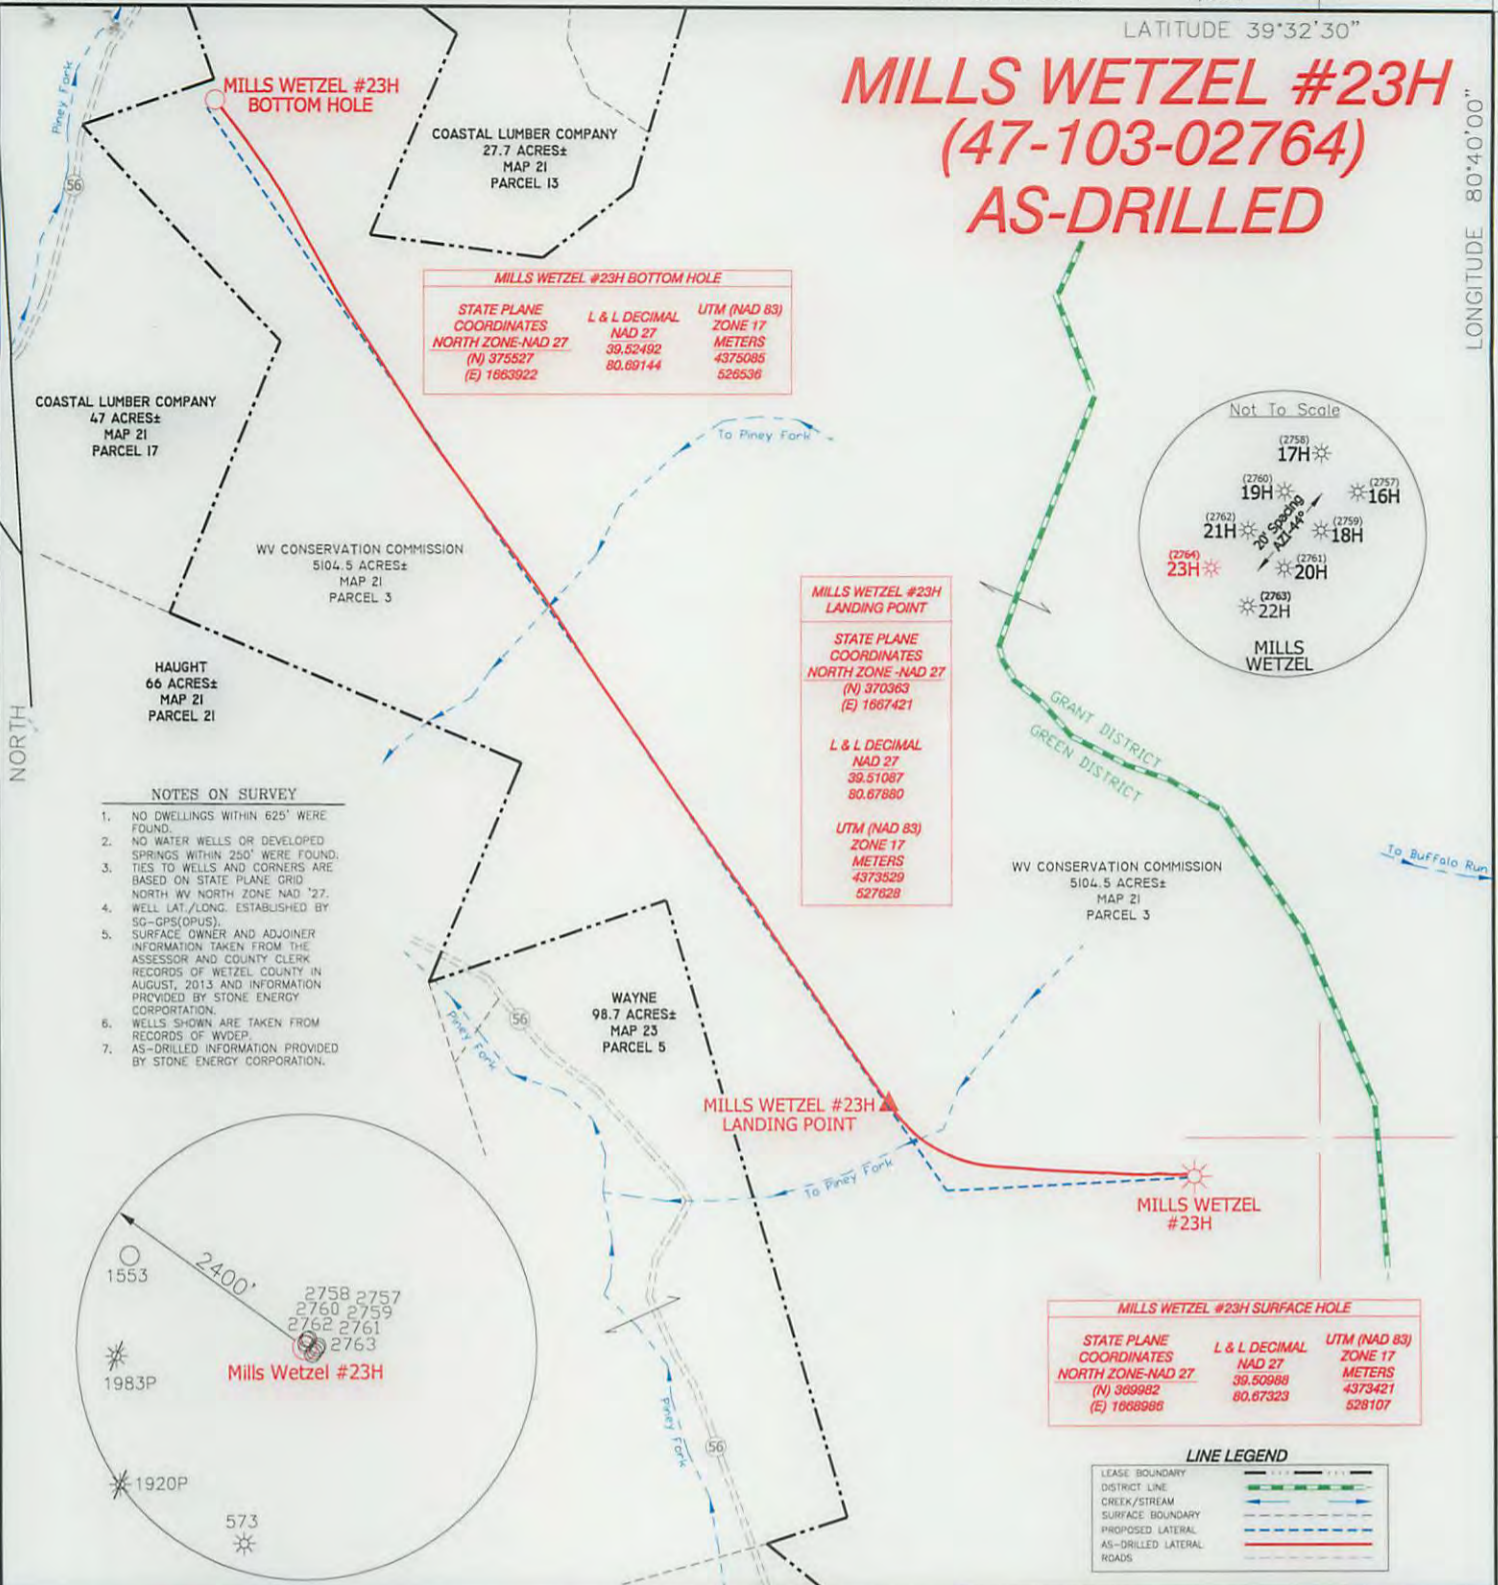 LATITUDE 39°32'30"
LONGITUDE 80°40'00"
MILLS WETZEL #23H
(47-103-02764)
AS-DRILLED
Piney Fork
56
MILLS WETZEL #23H
BOTTOM HOLE
COASTAL LUMBER COMPANY
27.7 ACRES±
MAP 21
PARCEL 13
MILLS WETZEL #23H BOTTOM HOLE
STATE PLANE
COORDINATES
NORTH ZONE-NAD 27
(N) 375527
(E) 1663922
L & L DECIMAL
NAD 27
39.52492
80.69144
UTM (NAD 83)
ZONE 17
METERS
4375085
526536
COASTAL LUMBER COMPANY
47 ACRES±
MAP 21
PARCEL 17
To Piney Fork
Not To Scale
(2758)
17H
(2760)
19H
(2757)
16H
(2762)
21H
(2759)
18H
20' Spacing
AZI-44°
(2764)
23H
(2761)
20H
(2763)
22H
MILLS
WETZEL
WV CONSERVATION COMMISSION
5104.5 ACRES±
MAP 21
PARCEL 3
MILLS WETZEL #23H
LANDING POINT
STATE PLANE
COORDINATES
NORTH ZONE -NAD 27
(N) 370363
(E) 1667421
L & L DECIMAL
NAD 27
39.51087
80.67880
UTM (NAD 83)
ZONE 17
METERS
4373529
527628
HAUGHT
66 ACRES±
MAP 21
PARCEL 21
NORTH
GRANT DISTRICT
GREEN DISTRICT
NOTES ON SURVEY
1. NO DWELLINGS WITHIN 625' WERE
FOUND.
2. NO WATER WELLS OR DEVELOPED
SPRINGS WITHIN 250' WERE FOUND.
3. TIES TO WELLS AND CORNERS ARE
BASED ON STATE PLANE GRID
NORTH WV NORTH ZONE NAD '27.
4. WELL LAT./LONG. ESTABLISHED BY
SG-GPS(OPUS).
5. SURFACE OWNER AND ADJOINER
INFORMATION TAKEN FROM THE
ASSESSOR AND COUNTY CLERK
RECORDS OF WETZEL COUNTY IN
AUGUST, 2013 AND INFORMATION
PROVIDED BY STONE ENERGY
CORPORTATION.
6. WELLS SHOWN ARE TAKEN FROM
RECORDS OF WVDEP.
7. AS-DRILLED INFORMATION PROVIDED
BY STONE ENERGY CORPORATION.
To Buffalo Run
WV CONSERVATION COMMISSION
5104.5 ACRES±
MAP 21
PARCEL 3
56
Piney Fork
WAYNE
98.7 ACRES±
MAP 23
PARCEL 5
MILLS WETZEL #23H
LANDING POINT
To Piney Fork
MILLS WETZEL
#23H
2400'
1553
2758 2757
2760 2759
2762 2761
2763
Mills Wetzel #23H
1983P
1920P
573
Piney Fork
56
MILLS WETZEL #23H SURFACE HOLE
STATE PLANE
COORDINATES
NORTH ZONE-NAD 27
(N) 369982
(E) 1668986
L & L DECIMAL
NAD 27
39.50988
80.67323
UTM (NAD 83)
ZONE 17
METERS
4373421
528107
LINE LEGEND
LEASE BOUNDARY
DISTRICT LINE
CREEK/STREAM
SURFACE BOUNDARY
PROPOSED LATERAL
AS-DRILLED LATERAL
ROADS